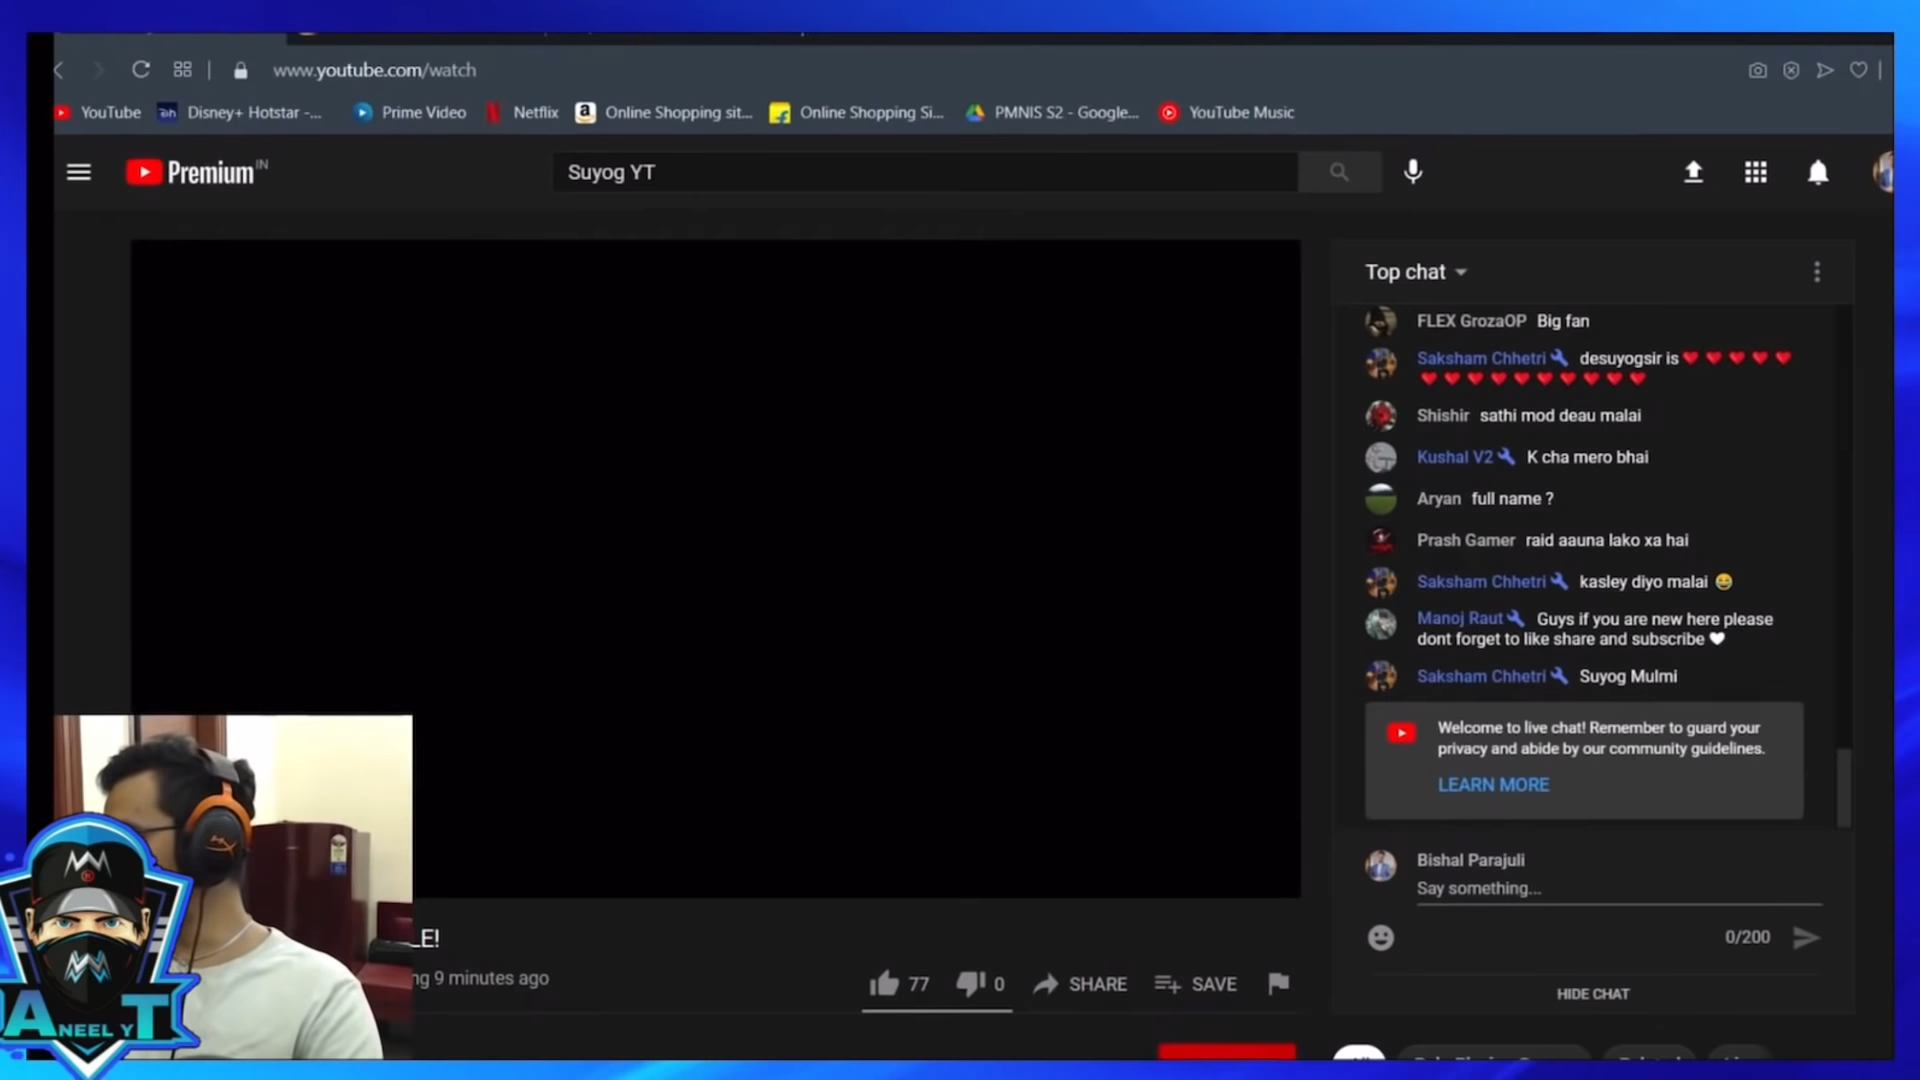 www.youtube.com/watch
YouTube Disney+ Hotstar -... Prime Video Netflix Online Shopping sit... Online Shopping Si... PMNIS S2 - Google... YouTube Music
Premium IN
Suyog YT
Top chat
FLEX GrozaOP Big fan
Saksham Chhetri desuyogsir is
Shishir sathi mod deau malai
Kushal V2 K cha mero bhai
Aryan full name ?
Prash Gamer raid aauna lako xa hai
Saksham Chhetri kasley diyo malai 😂
Manoj Raut Guys if you are new here please
dont forget to like share and subscribe
Saksham Chhetri Suyog Mulmi
Welcome to live chat! Remember to guard your
privacy and abide by our community guidelines.
LEARN MORE
Bishal Parajuli
Say something...
0/200
HIDE CHAT
LE!
ng 9 minutes ago
77 0 SHARE SAVE
ANEEL YT